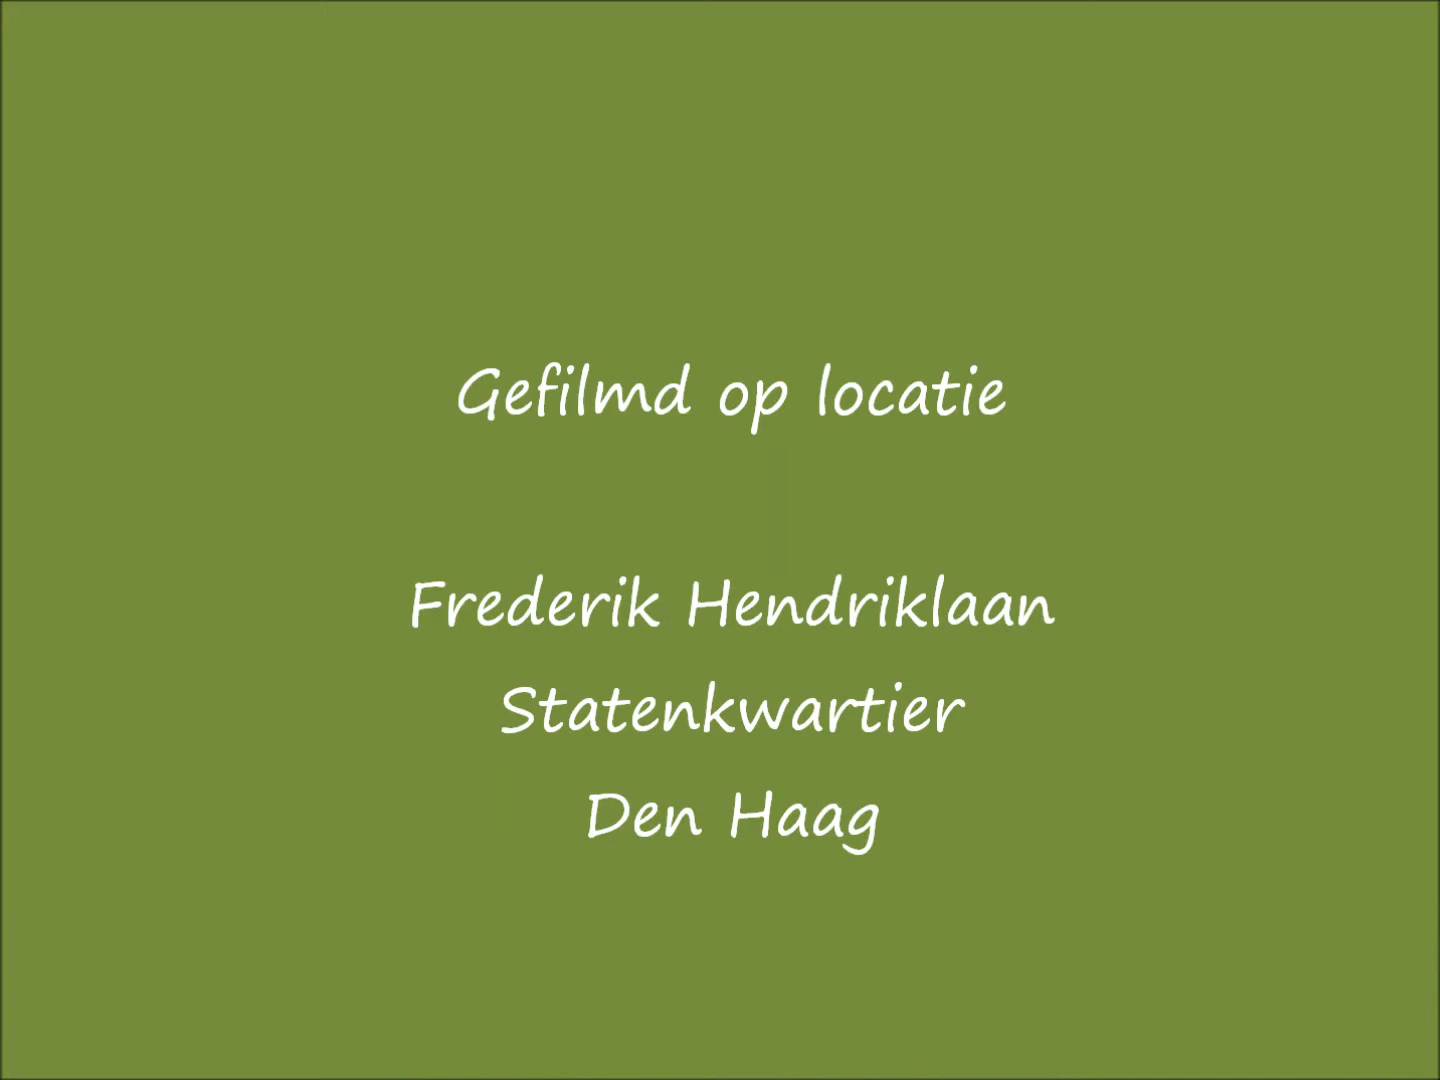 Gefilmd op locatie
Frederik Hendriklaan
Statenkwartier
Den Haag